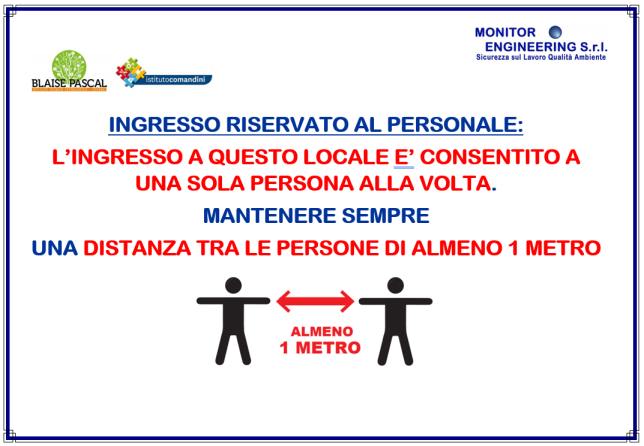 MONITOR
ENGINEERING S.r.l.
Sicurezza sul Lavoro Qualità Ambiente
BLAISE PASCAL
istitutocomandini
INGRESSO RISERVATO AL PERSONALE:
L’INGRESSO A QUESTO LOCALE E’ CONSENTITO A
UNA SOLA PERSONA ALLA VOLTA.
MANTENERE SEMPRE
UNA DISTANZA TRA LE PERSONE DI ALMENO 1 METRO
ALMENO
1 METRO